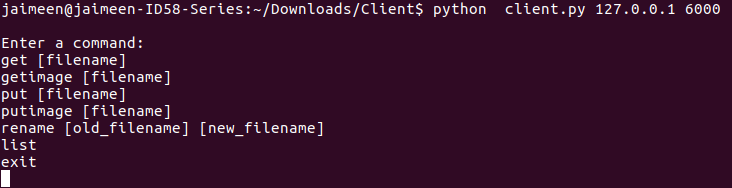 jaimeen@jaimeen-ID58-Series:~/Downloads/Client$ python  client.py 127.0.0.1 6000
Enter a command:
get [filename]
getimage [filename]
put [filename]
putimage [filename]
rename [old_filename] [new_filename]
list
exit